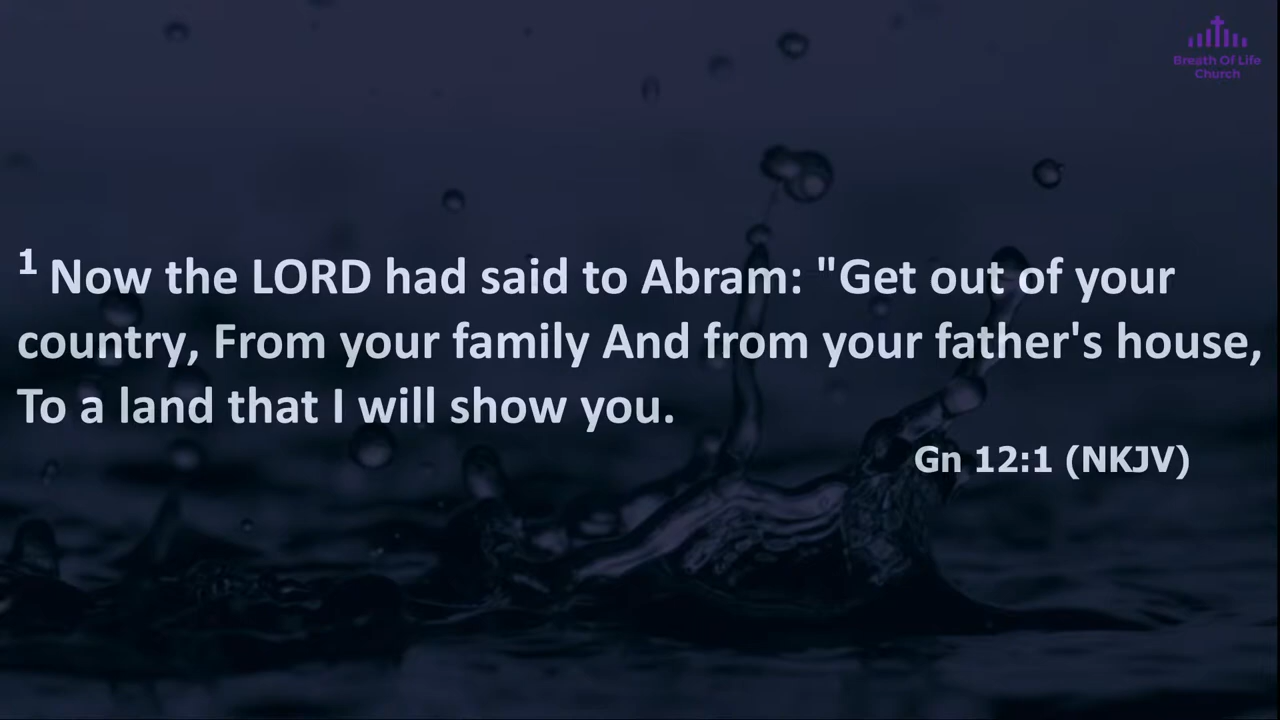 Breath Of Life
Church
1 Now the LORD had said to Abram: "Get out of your
country, From your family And from your father's house,
To a land that I will show you.
Gn 12:1 (NKJV)